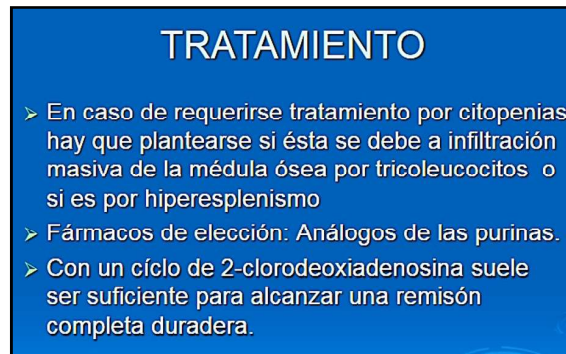 TRATAMIENTO
➢ En caso de requerirse tratamiento por citopenias
hay que plantearse si ésta se debe a infiltración
masiva de la médula ósea por tricoleucocitos o
si es por hiperesplenismo
➢ Fármacos de elección: Análogos de las purinas.
➢ Con un cíclo de 2-clorodeoxiadenosina suele
ser suficiente para alcanzar una remisón
completa duradera.